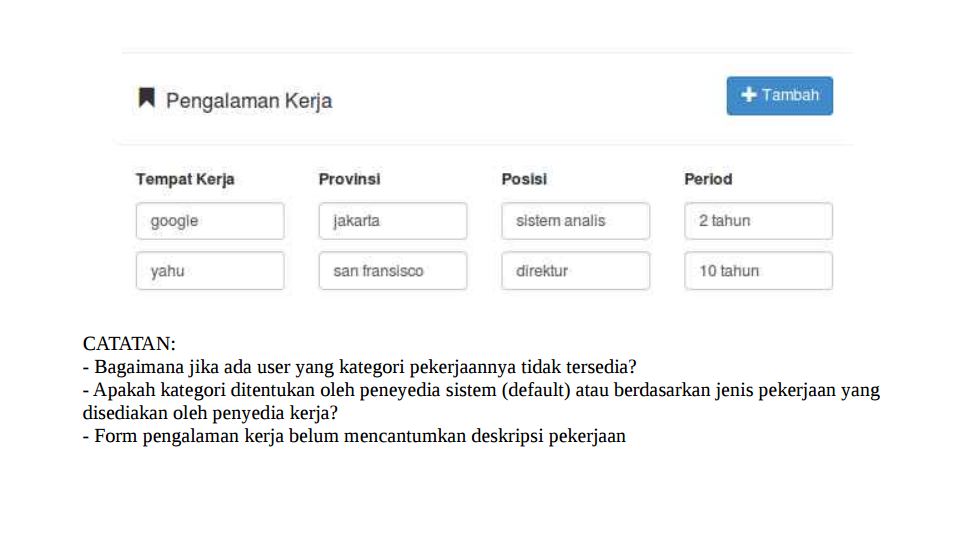 Pengalaman Kerja
Tambah
Tempat Kerja Provinsi Posisi Period
google jakarta sistem analis 2 tahun
yahu san fransisco direktur 10 tahun
CATATAN:
- Bagaimana jika ada user yang kategori pekerjaannya tidak tersedia?
- Apakah kategori ditentukan oleh peneyedia sistem (default) atau berdasarkan jenis pekerjaan yang
disediakan oleh penyedia kerja?
- Form pengalaman kerja belum mencantumkan deskripsi pekerjaan